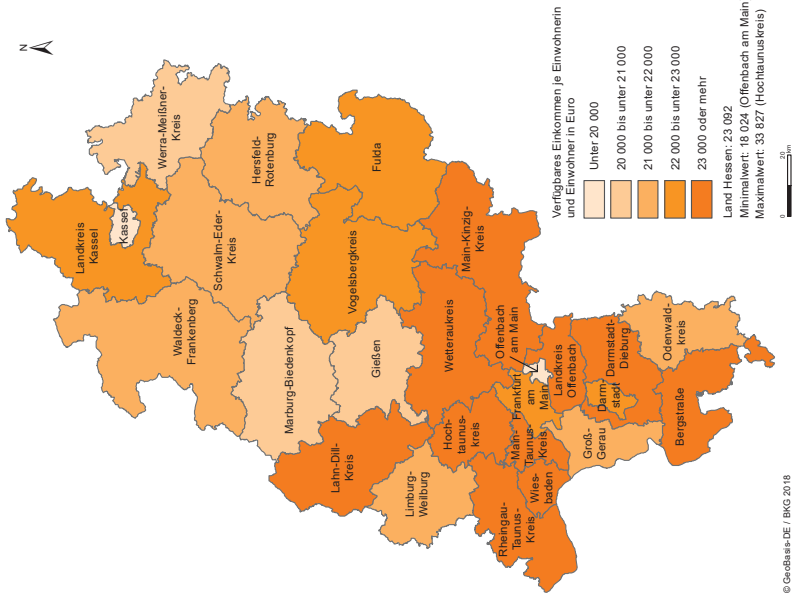 N
Landkreis
Kassel
Kassel
Werra-Meißner-
Kreis
Waldeck-
Frankenberg
Schwalm-Eder-
Kreis
Hersfeld-
Rotenburg
Marburg-Biedenkopf
Lahn-Dill-
Kreis
Gießen
Vogelsbergkreis
Fulda
Limburg-
Weilburg
Hoch-
taunus-
kreis
Wetteraukreis
Main-Kinzig-
Kreis
Rheingau-
Taunus-
Kreis
Wies-
baden
Main-
Taunus-
Kreis
Frankfurt
am
Main
Offenbach
am Main
Landkreis
Offenbach
Groß-
Gerau
Darm-
stadt
Darmstadt-
Dieburg
Bergstraße
Odenwald-
kreis
Verfügbares Einkommen je Einwohnerin
und Einwohner in Euro
Unter 20 000
20 000 bis unter 21 000
21 000 bis unter 22 000
22 000 bis unter 23 000
23 000 oder mehr
Land Hessen: 23 092
Minimalwert: 18 024 (Offenbach am Main)
Maximalwert: 33 827 (Hochtaunuskreis)
0 20 km
© GeoBasis-DE / BKG 2018